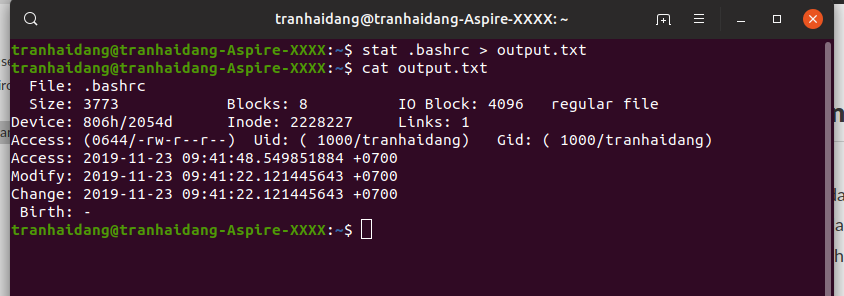 tranhaidang@tranhaidang-Aspire-XXXX: ~
tranhaidang@tranhaidang-Aspire-XXXX:~$ stat .bashrc > output.txt
tranhaidang@tranhaidang-Aspire-XXXX:~$ cat output.txt
  File: .bashrc
  Size: 3773      	Blocks: 8          IO Block: 4096   regular file
Device: 806h/2054d	Inode: 2228227     Links: 1
Access: (0644/-rw-r--r--)  Uid: ( 1000/tranhaidang)   Gid: ( 1000/tranhaidang)
Access: 2019-11-23 09:41:48.549851884 +0700
Modify: 2019-11-23 09:41:22.121445643 +0700
Change: 2019-11-23 09:41:22.121445643 +0700
 Birth: -
tranhaidang@tranhaidang-Aspire-XXXX:~$